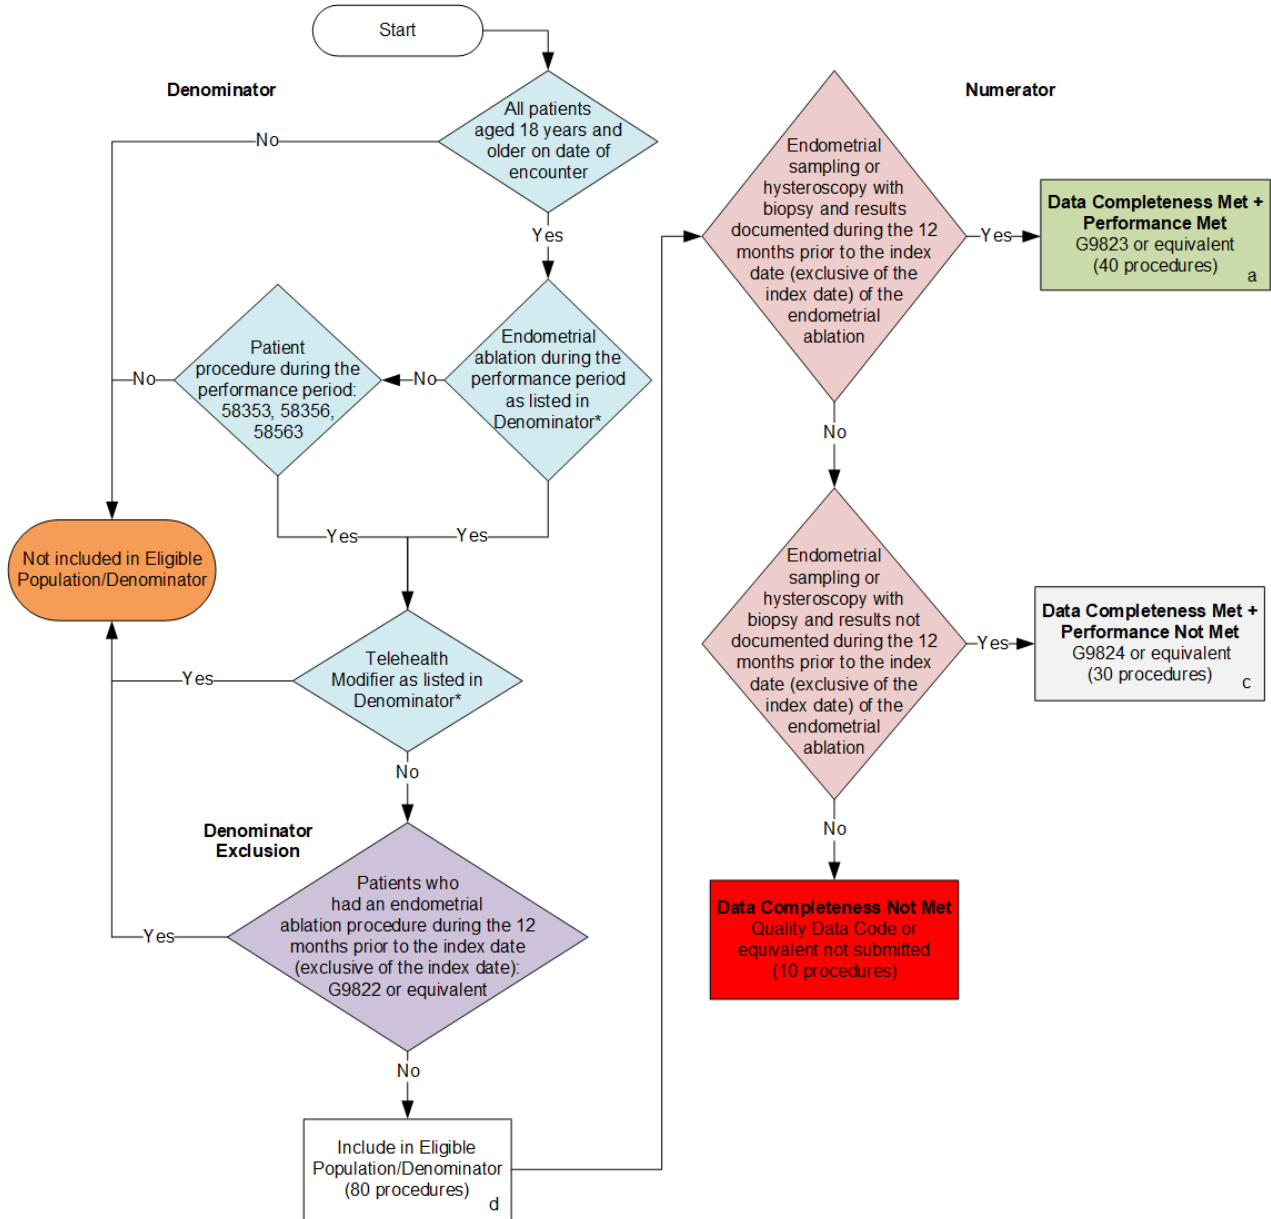 Start
Denominator
All patients
aged 18 years and
older on date of
encounter
No
Yes
Endometrial
ablation during the
performance period
as listed in
Denominator*
No
Patient
procedure during the
performance period:
58353, 58356,
58563
No
Yes
Yes
Not included in Eligible
Population/Denominator
Telehealth
Modifier as listed in
Denominator*
Yes
No
Denominator
Exclusion
Patients who
had an endometrial
ablation procedure during the 12
months prior to the index date
(exclusive of the index date):
G9822 or equivalent
Yes
No
Include in Eligible
Population/Denominator
(80 procedures)
d
Numerator
Endometrial
sampling or
hysteroscopy with
biopsy and results
documented during the 12
months prior to the index
date (exclusive of the
index date) of the
endometrial
ablation
Yes
Data Completeness Met +
Performance Met
G9823 or equivalent
(40 procedures)
a
No
Endometrial
sampling or
hysteroscopy with
biopsy and results not
documented during the 12
months prior to the index
date (exclusive of the
index date) of the
endometrial
ablation
Yes
Data Completeness Met +
Performance Not Met
G9824 or equivalent
(30 procedures)
c
No
Data Completeness Not Met
Quality Data Code or
equivalent not submitted
(10 procedures)